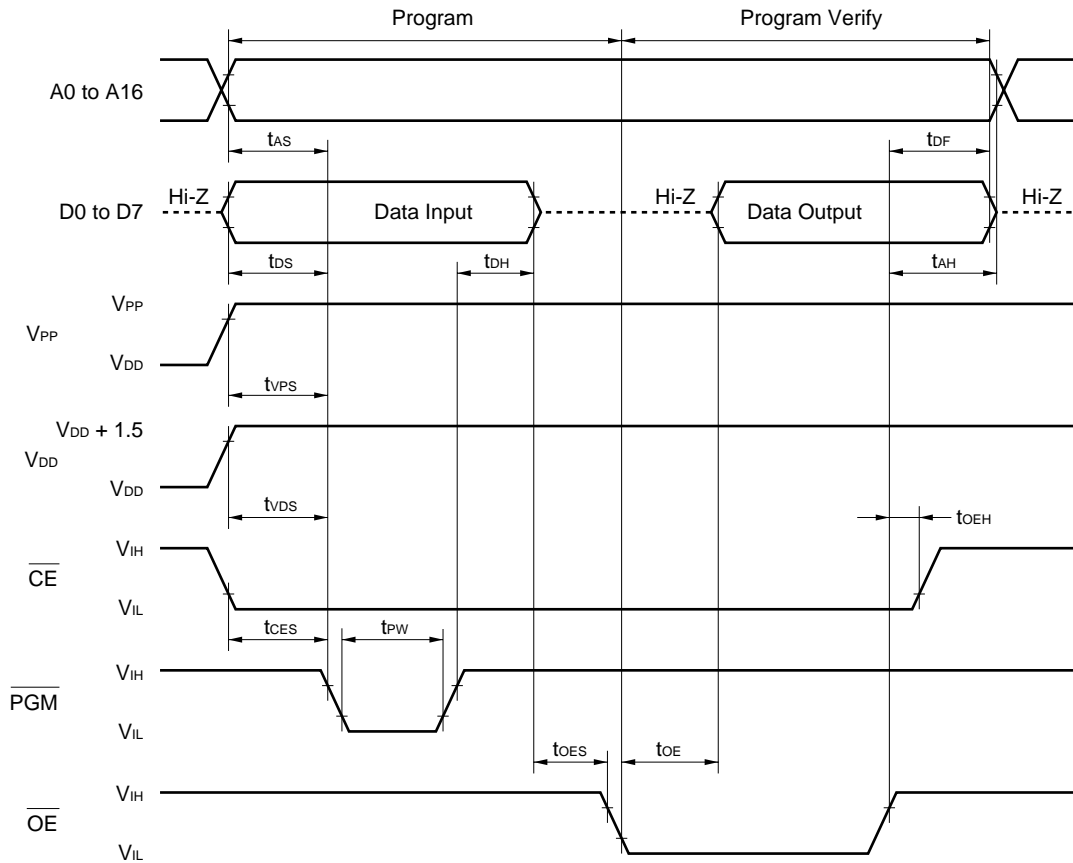 Program Program Verify
A0 to A16
tAS tDF
D0 to D7 Hi-Z Data Input Hi-Z Data Output Hi-Z
tDS tDH tAH
VPP
VPP
VDD
tVPS
VDD + 1.5
VDD
VDD
tVDS
tOEH
VIH
CE
VIL
tCES tPW
VIH
PGM
VIL
tOES tOE
VIH
OE
VIL